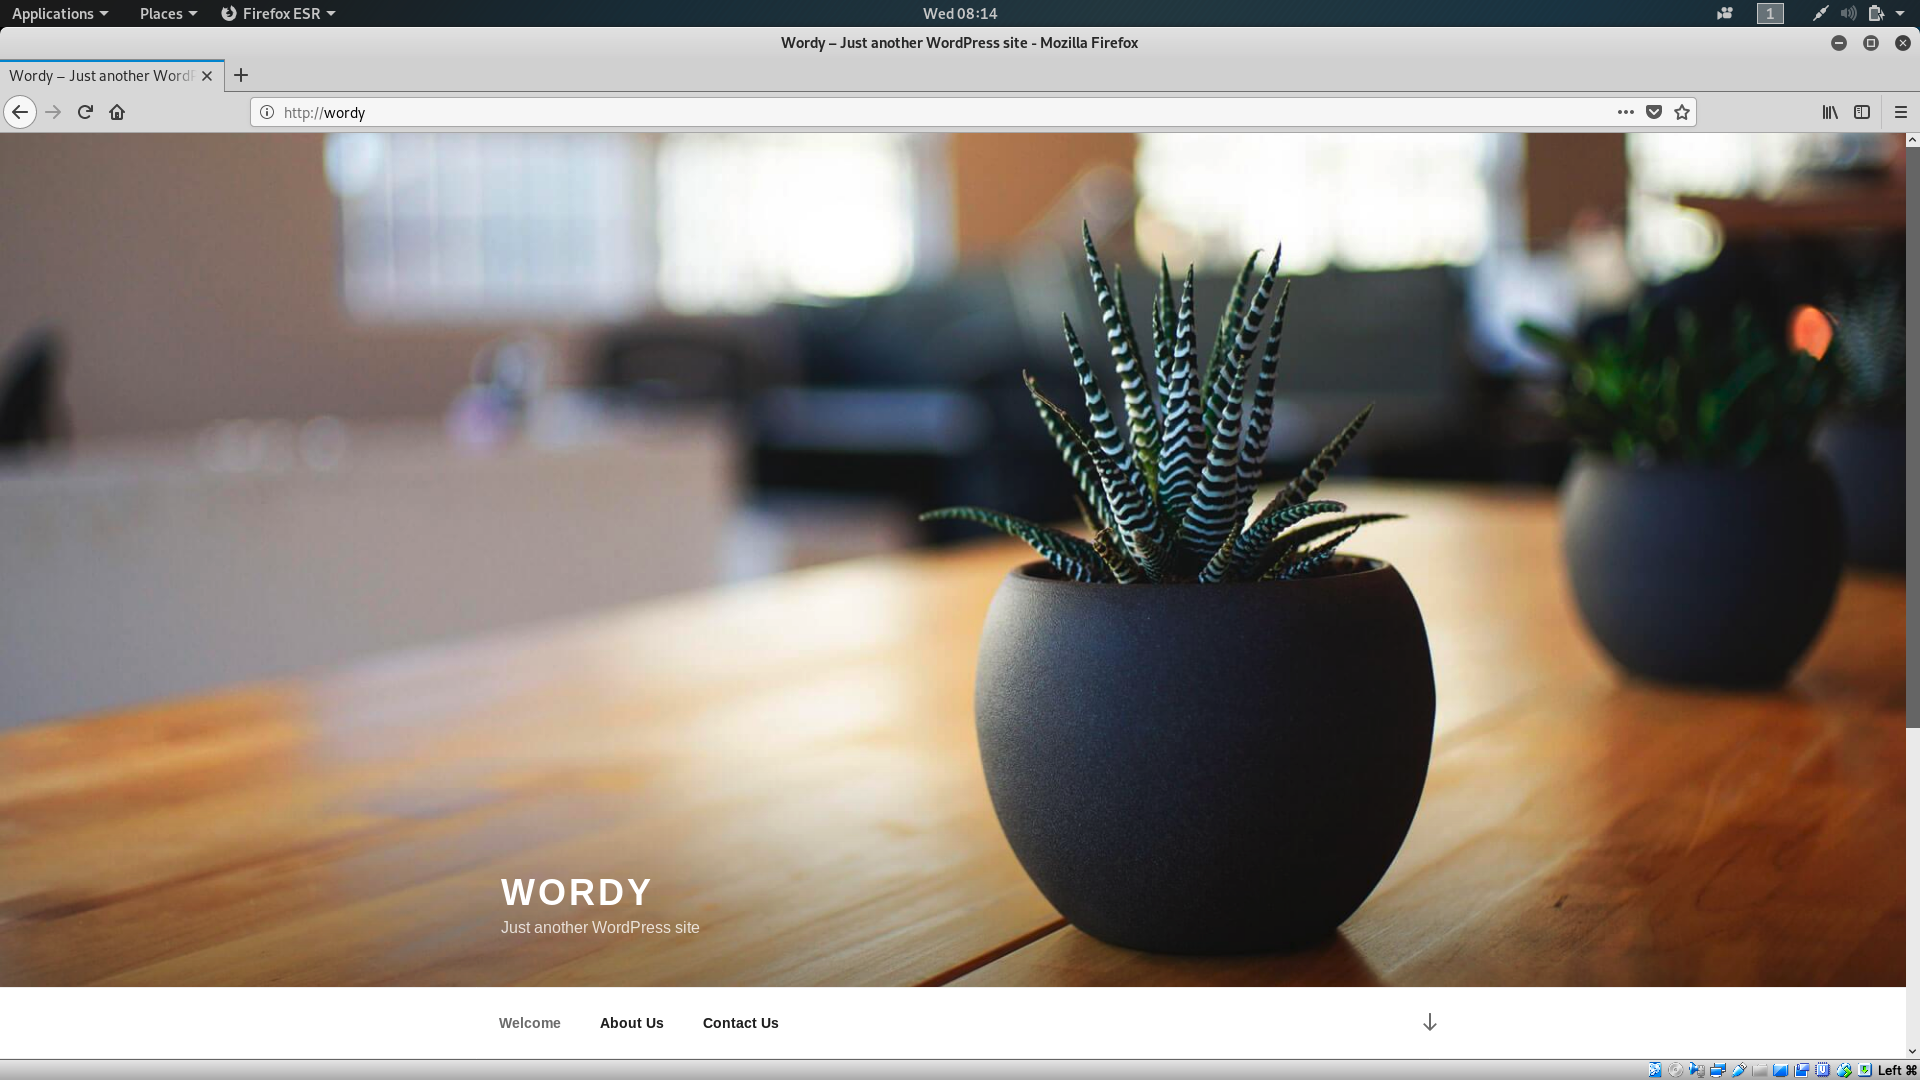 Applications Places Firefox ESR Wed 08:14 1
Wordy – Just another WordPress site - Mozilla Firefox
Wordy – Just another WordP
http://wordy
WORDY
Just another WordPress site
Welcome About Us Contact Us
Left ⌘